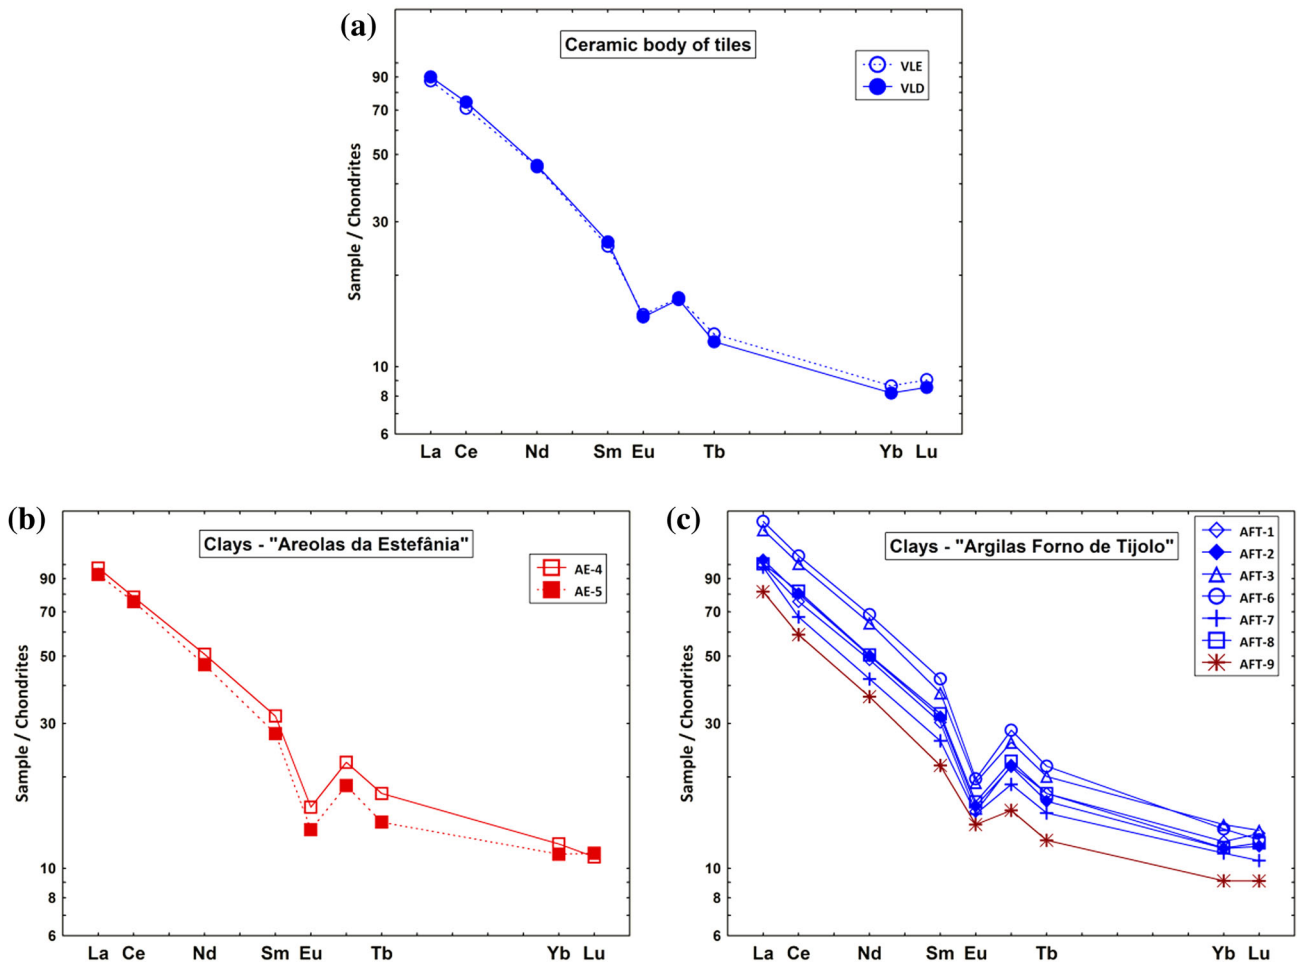 (a)
Ceramic body of tiles
VLE
VLD
Sample / Chondrites
90
70
50
30
10
8
6
La Ce Nd Sm Eu Tb Yb Lu
(b)
Clays - "Areolas da Estefânia"
AE-4
AE-5
Sample / Chondrites
90
70
50
30
10
8
6
La Ce Nd Sm Eu Tb Yb Lu
(c)
Clays - "Argilas Forno de Tijolo"
AFT-1
AFT-2
AFT-3
AFT-6
AFT-7
AFT-8
AFT-9
Sample / Chondrites
90
70
50
30
10
8
6
La Ce Nd Sm Eu Tb Yb Lu